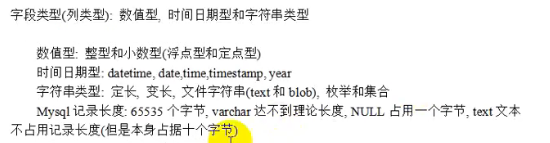 字段类型(列类型): 数值型, 时间日期型和字符串类型
数值型: 整型和小数型(浮点型和定点型)
时间日期型: datetime, date,time,timestamp, year
字符串类型: 定长, 变长, 文件字符串(text 和 blob), 枚举和集合
Mysql 记录长度: 65535 个字节, varchar 达不到理论长度, NULL 占用一个字节, text 文本
不占用记录长度(但是本身占据十个字节)